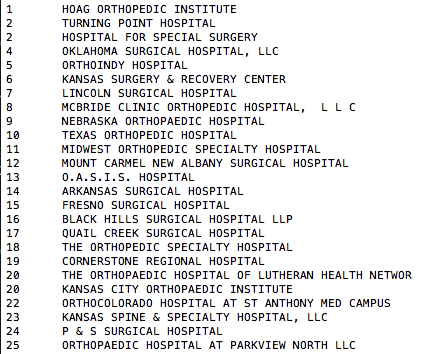 1 HOAG ORTHOPEDIC INSTITUTE
2 TURNING POINT HOSPITAL
2 HOSPITAL FOR SPECIAL SURGERY
4 OKLAHOMA SURGICAL HOSPITAL, LLC
5 ORTHOINDY HOSPITAL
6 KANSAS SURGERY & RECOVERY CENTER
7 LINCOLN SURGICAL HOSPITAL
8 MCBRIDE CLINIC ORTHOPEDIC HOSPITAL, L L C
9 NEBRASKA ORTHOPAEDIC HOSPITAL
10 TEXAS ORTHOPEDIC HOSPITAL
11 MIDWEST ORTHOPEDIC SPECIALTY HOSPITAL
12 MOUNT CARMEL NEW ALBANY SURGICAL HOSPITAL
13 O.A.S.I.S. HOSPITAL
14 ARKANSAS SURGICAL HOSPITAL
15 FRESNO SURGICAL HOSPITAL
16 BLACK HILLS SURGICAL HOSPITAL LLP
17 QUAIL CREEK SURGICAL HOSPITAL
18 THE ORTHOPEDIC SPECIALTY HOSPITAL
19 CORNERSTONE REGIONAL HOSPITAL
20 THE ORTHOPAEDIC HOSPITAL OF LUTHERAN HEALTH NETWOR
20 KANSAS CITY ORTHOPAEDIC INSTITUTE
22 ORTHOCOLORADO HOSPITAL AT ST ANTHONY MED CAMPUS
23 KANSAS SPINE & SPECIALTY HOSPITAL, LLC
24 P & S SURGICAL HOSPITAL
25 ORTHOPAEDIC HOSPITAL AT PARKVIEW NORTH LLC